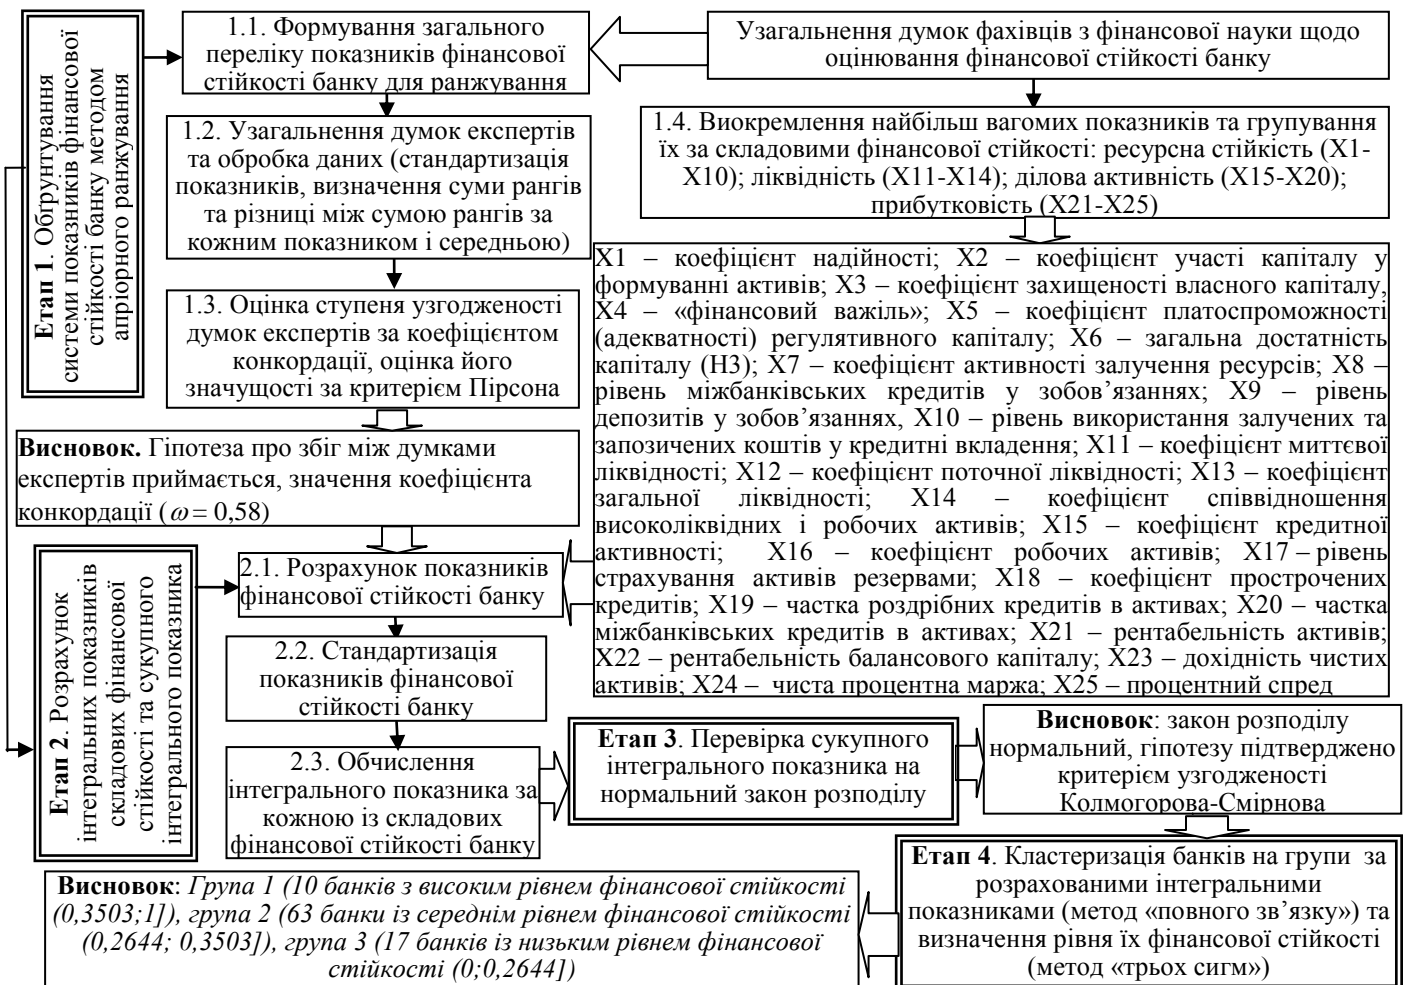 Етап 1. Обґрунтування
системи показників фінансової
стійкості банку методом
апріорного ранжування
1.1. Формування загального
переліку показників фінансової
стійкості банку для ранжування
Узагальнення думок фахівців з фінансової науки щодо
оцінювання фінансової стійкості банку
1.2. Узагальнення думок експертів
та обробка даних (стандартизація
показників, визначення суми рангів
та різниці між сумою рангів за
кожним показником і середньою)
1.3. Оцінка ступеня узгодженості
думок експертів за коефіцієнтом
конкордації, оцінка його
значущості за критерієм Пірсона
Висновок. Гіпотеза про збіг між думками
експертів приймається, значення коефіцієнта
конкордації (ω = 0,58)
1.4. Виокремлення найбільш вагомих показників та групування
їх за складовими фінансової стійкості: ресурсна стійкість (Х1-
Х10); ліквідність (Х11-Х14); ділова активність (Х15-Х20);
прибутковість (Х21-Х25)
Х1 – коефіцієнт надійності; Х2 – коефіцієнт участі капіталу у
формуванні активів; Х3 – коефіцієнт захищеності власного капіталу,
Х4 – «фінансовий важіль»; Х5 – коефіцієнт платоспроможності
(адекватності) регулятивного капіталу; Х6 – загальна достатність
капіталу (Н3); Х7 – коефіцієнт активності залучення ресурсів; Х8 –
рівень міжбанківських кредитів у зобов’язаннях; Х9 – рівень
депозитів у зобов’язаннях, Х10 – рівень використання залучених та
запозичених коштів у кредитні вкладення; Х11 – коефіцієнт миттєвої
ліквідності; Х12 – коефіцієнт поточної ліквідності; Х13 – коефіцієнт
загальної ліквідності; Х14 – коефіцієнт співвідношення
високоліквідних і робочих активів; Х15 – коефіцієнт кредитної
активності; Х16 – коефіцієнт робочих активів; Х17 – рівень
страхування активів резервами; Х18 – коефіцієнт прострочених
кредитів; Х19 – частка роздрібних кредитів в активах; Х20 – частка
міжбанківських кредитів в активах; Х21 – рентабельність активів;
Х22 – рентабельність балансового капіталу; Х23 – дохідність чистих
активів; Х24 – чиста процентна маржа; Х25 – процентний спред
Етап 2. Розрахунок
інтегральних показників
складових фінансової
стійкості та сукупного
інтегрального показника
2.1. Розрахунок показників
фінансової стійкості банку
2.2. Стандартизація
показників фінансової
стійкості банку
2.3. Обчислення
інтегрального показника за
кожною із складових
фінансової стійкості банку
Етап 3. Перевірка сукупного
інтегрального показника на
нормальний закон розподілу
Висновок: закон розподілу
нормальний, гіпотезу підтверджено
критерієм узгодженості
Колмогорова-Смірнова
Етап 4. Кластеризація банків на групи за
розрахованими інтегральними
показниками (метод «повного зв’язку») та
визначення рівня їх фінансової стійкості
(метод «трьох сигм»)
Висновок: Група 1 (10 банків з високим рівнем фінансової стійкості
(0,3503;1]), група 2 (63 банки із середнім рівнем фінансової стійкості
(0,2644; 0,3503]), група 3 (17 банків із низьким рівнем фінансової
стійкості (0;0,2644])